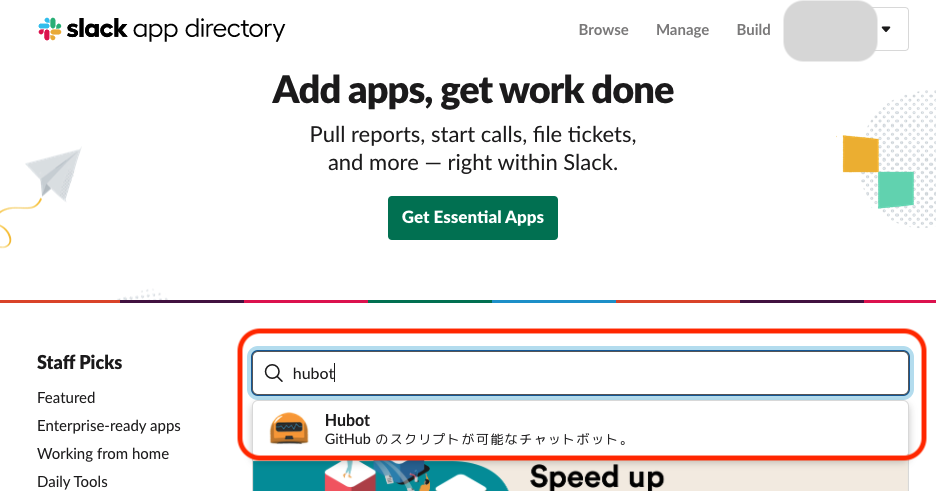 slack app directory
Browse
Manage
Build
Add apps, get work done
Pull reports, start calls, file tickets,
and more — right within Slack.
Get Essential Apps
Staff Picks
Featured
Enterprise-ready apps
Working from home
Daily Tools
hubot
Hubot
GitHub のスクリプトが可能なチャットボット。
Speed up